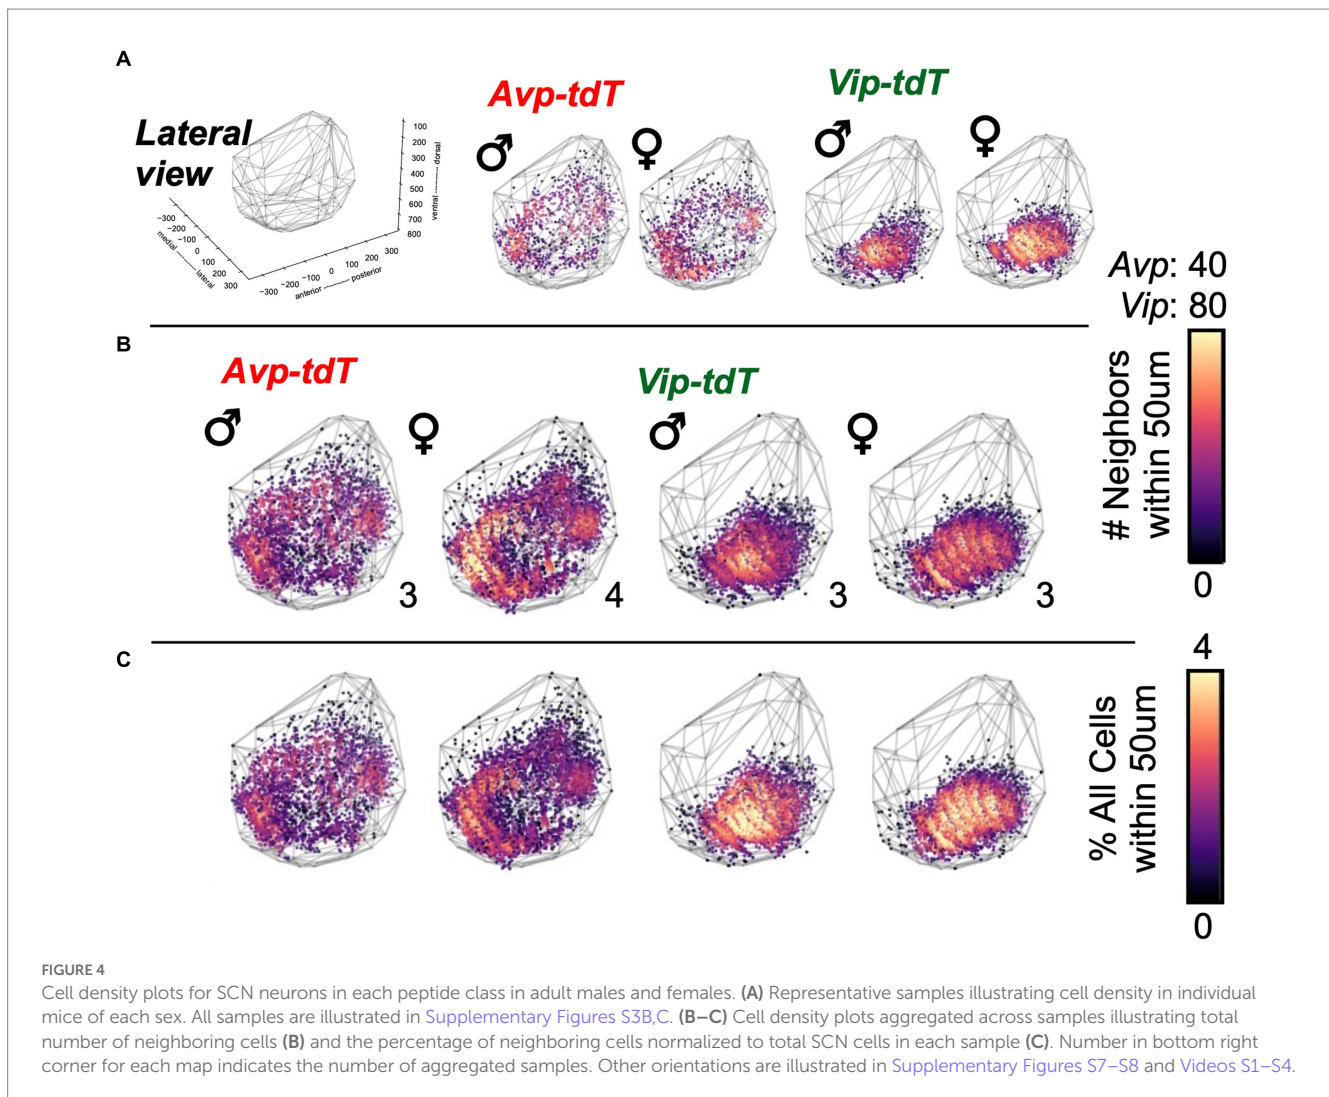 A
Lateral
view
100
200
300
400
500
600
700
800
ventral ---------- dorsal
−300
−200
−100
0
100
200
300
medial ---------- lateral
−300
−200
−100
0
100
200
300
anterior ---------- posterior
Avp-tdT
Vip-tdT
♂ ♀ ♂ ♀
Avp: 40
Vip: 80
# Neighbors
within 50um
0
B
Avp-tdT
Vip-tdT
♂ ♀ ♂ ♀
3 4 3 3
C
4
% All Cells
within 50um
0
FIGURE 4
Cell density plots for SCN neurons in each peptide class in adult males and females. (A) Representative samples illustrating cell density in individual
mice of each sex. All samples are illustrated in Supplementary Figures S3B,C. (B–C) Cell density plots aggregated across samples illustrating total
number of neighboring cells (B) and the percentage of neighboring cells normalized to total SCN cells in each sample (C). Number in bottom right
corner for each map indicates the number of aggregated samples. Other orientations are illustrated in Supplementary Figures S7–S8 and Videos S1–S4.